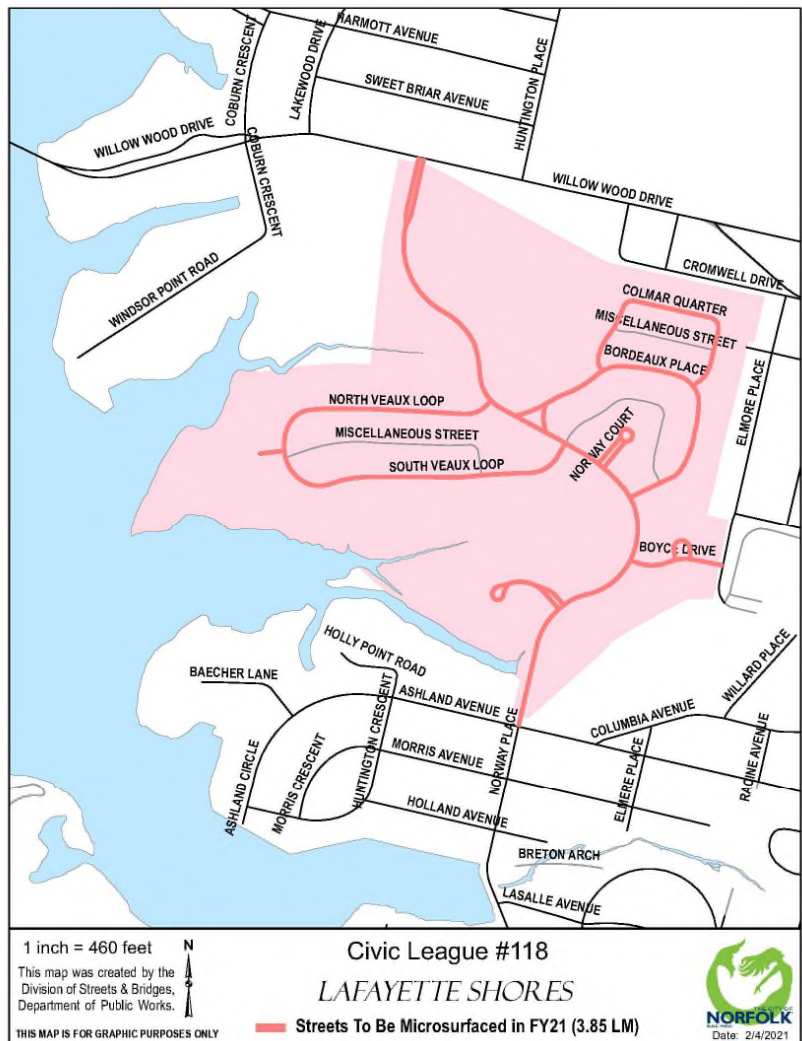 HARMOTT AVENUE
COBURN CRESCENT
LAKEWOOD DRIVE
HUNTINGTON PLACE
SWEET BRIAR AVENUE
WILLOW WOOD DRIVE
COBURN CRESCENT
WILLOW WOOD DRIVE
WINDSOR POINT ROAD
CROMWELL DRIVE
COLMAR QUARTER
MISCELLANEOUS STREET
BORDEAUX PLACE
ELMORE PLACE
NORTH VEAUX LOOP
MISCELLANEOUS STREET
NORWAY COURT
SOUTH VEAUX LOOP
BOYCE DRIVE
HOLLY POINT ROAD
BAECHER LANE
WILLARD PLACE
ASHLAND AVENUE
HUNTINGTON CRESCENT
COLUMBIA AVENUE
NORWAY PLACE
MORRIS AVENUE
ELMERE PLACE
RACINE AVENUE
ASHLAND CIRCLE
MORRIS CRESCENT
HOLLAND AVENUE
BRETON ARCH
LASALLE AVENUE
1 inch = 460 feet
N
This map was created by the
Division of Streets & Bridges,
Department of Public Works.
THIS MAP IS FOR GRAPHIC PURPOSES ONLY
Civic League #118
LAFAYETTE SHORES
Streets To Be Microsurfaced in FY21 (3.85 LM)
THE CITY OF
NORFOLK
Date: 2/4/2021